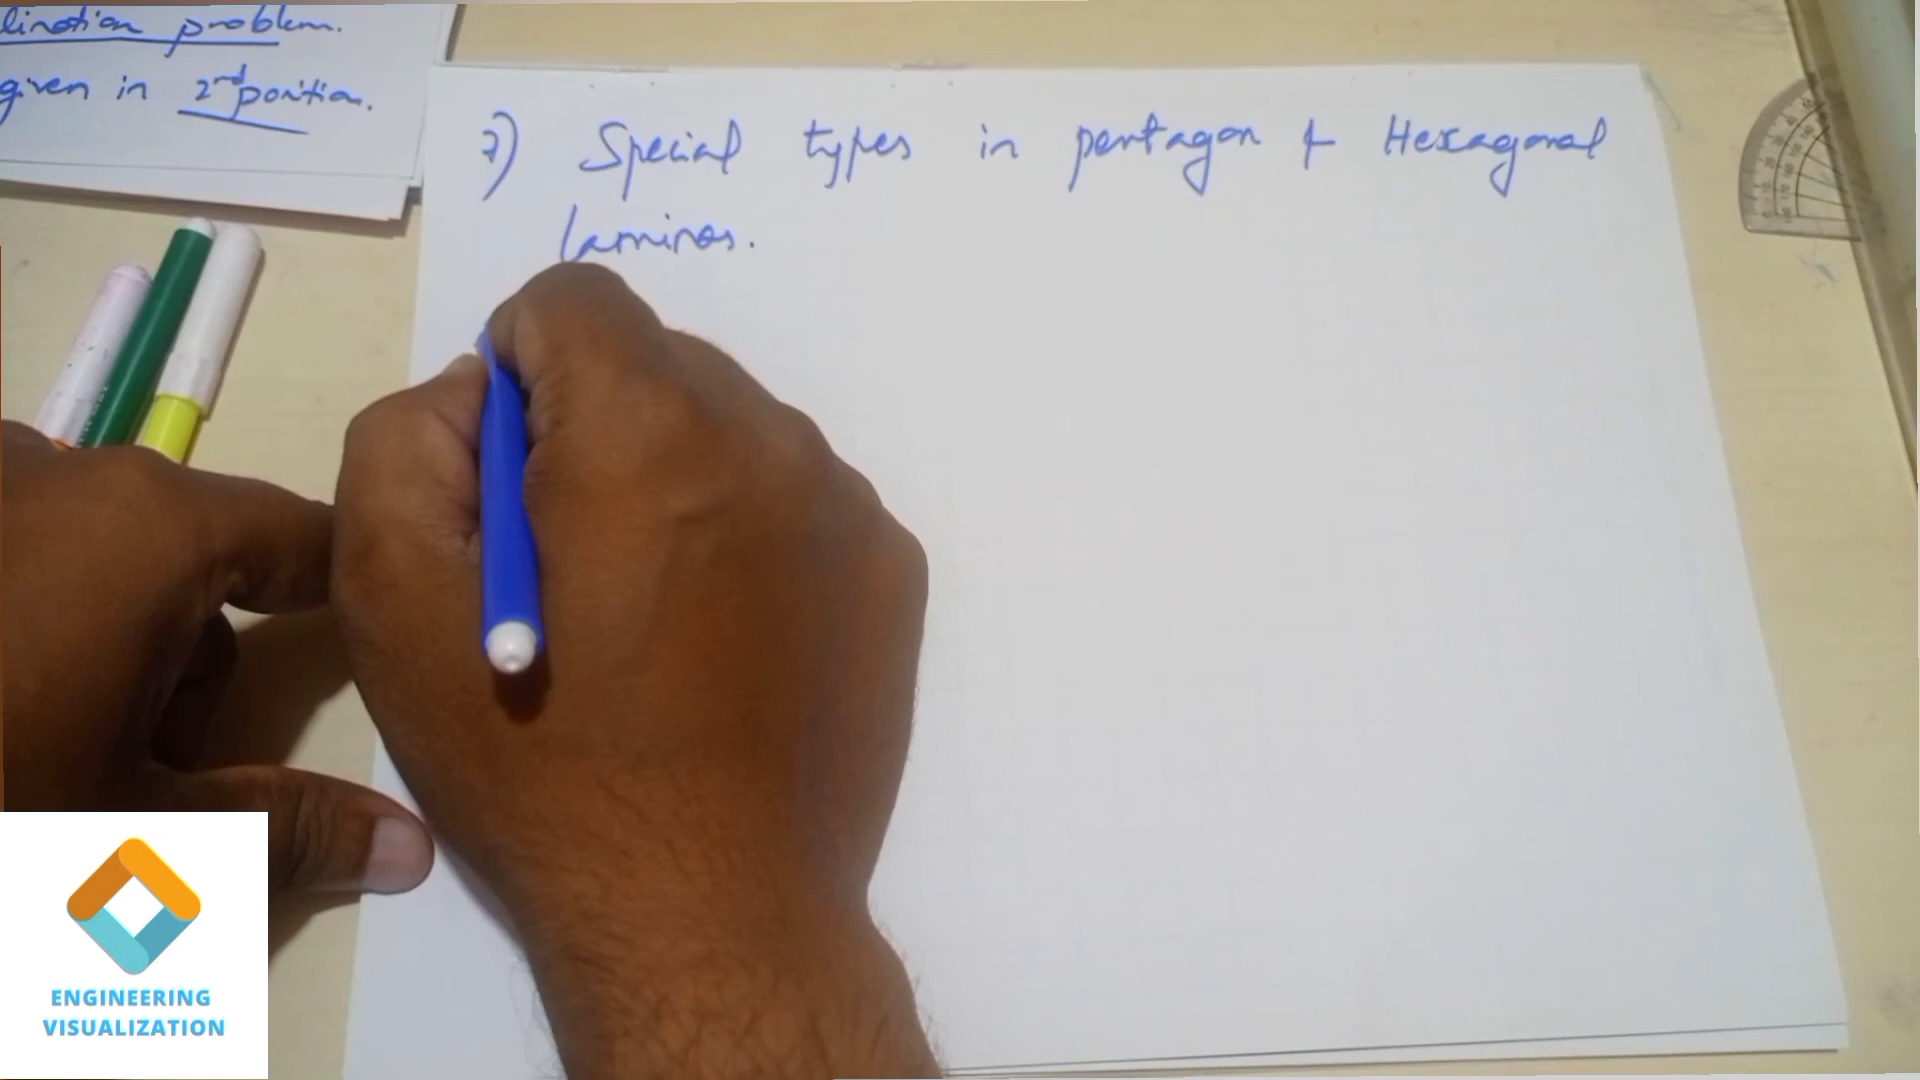 lination problem.
given in 2nd position.
7) Special types in pentagon & Hexagonal
laminas.
ENGINEERING
VISUALIZATION